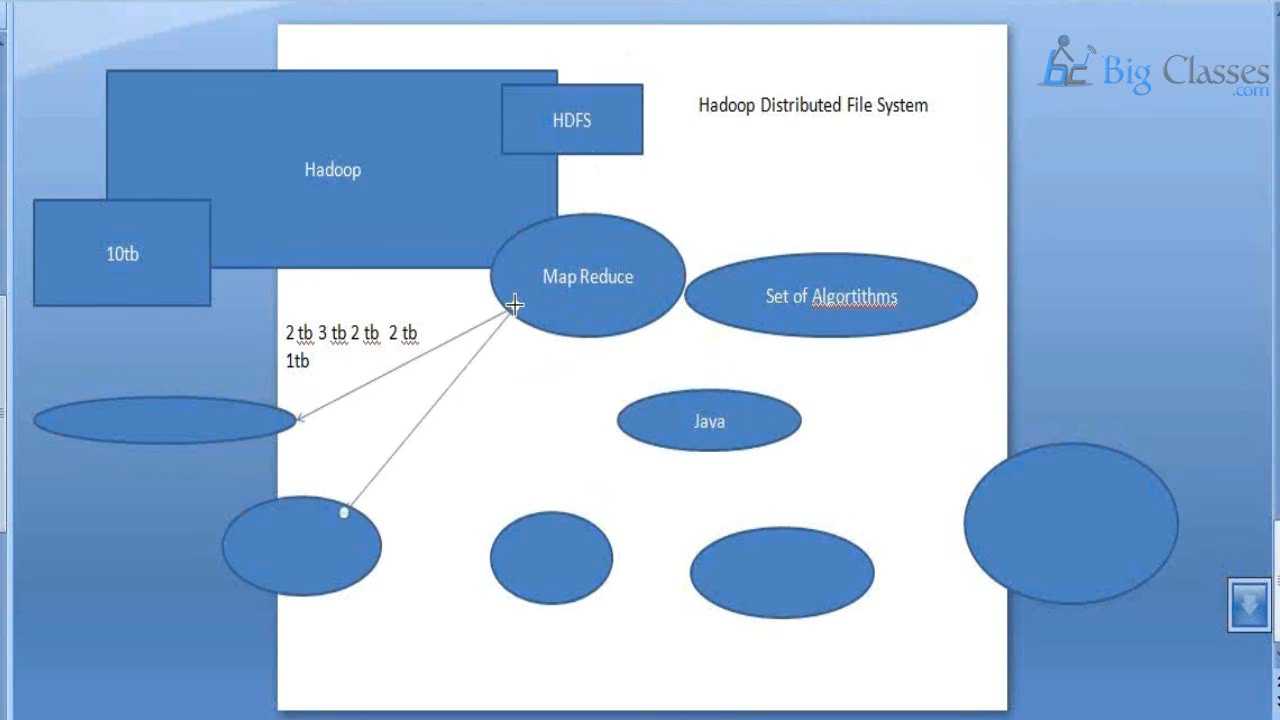 Big Classes
.com
Hadoop Distributed File System
HDFS
Hadoop
10tb
Map Reduce
Set of Algortithms
2 tb 3 tb 2 tb 2 tb
1tb
Java